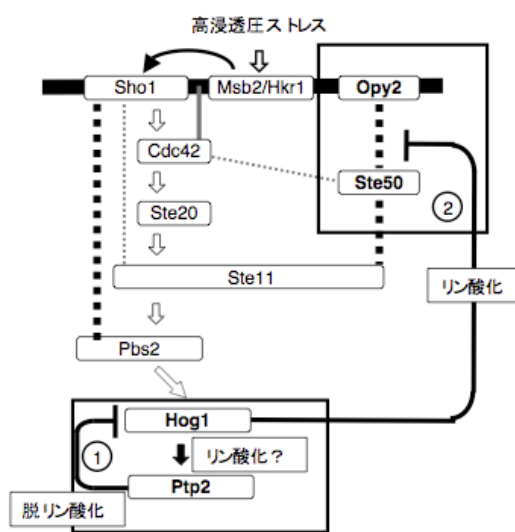 高浸透圧ストレス
Sho1
Msb2/Hkr1
Opy2
Cdc42
Ste50
②
Ste20
Ste11
リン酸化
Pbs2
Hog1
①
リン酸化？
Ptp2
脱リン酸化